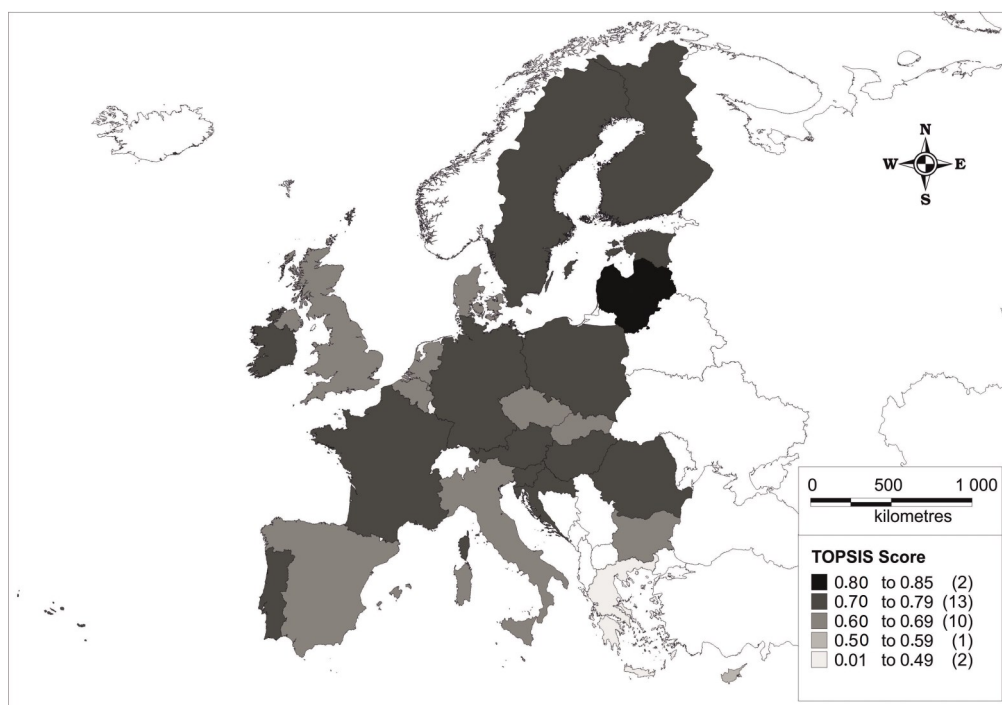 N
W E
S
0 500 1 000
kilometres
TOPSIS Score
0.80 to 0.85 (2)
0.70 to 0.79 (13)
0.60 to 0.69 (10)
0.50 to 0.59 (1)
0.01 to 0.49 (2)